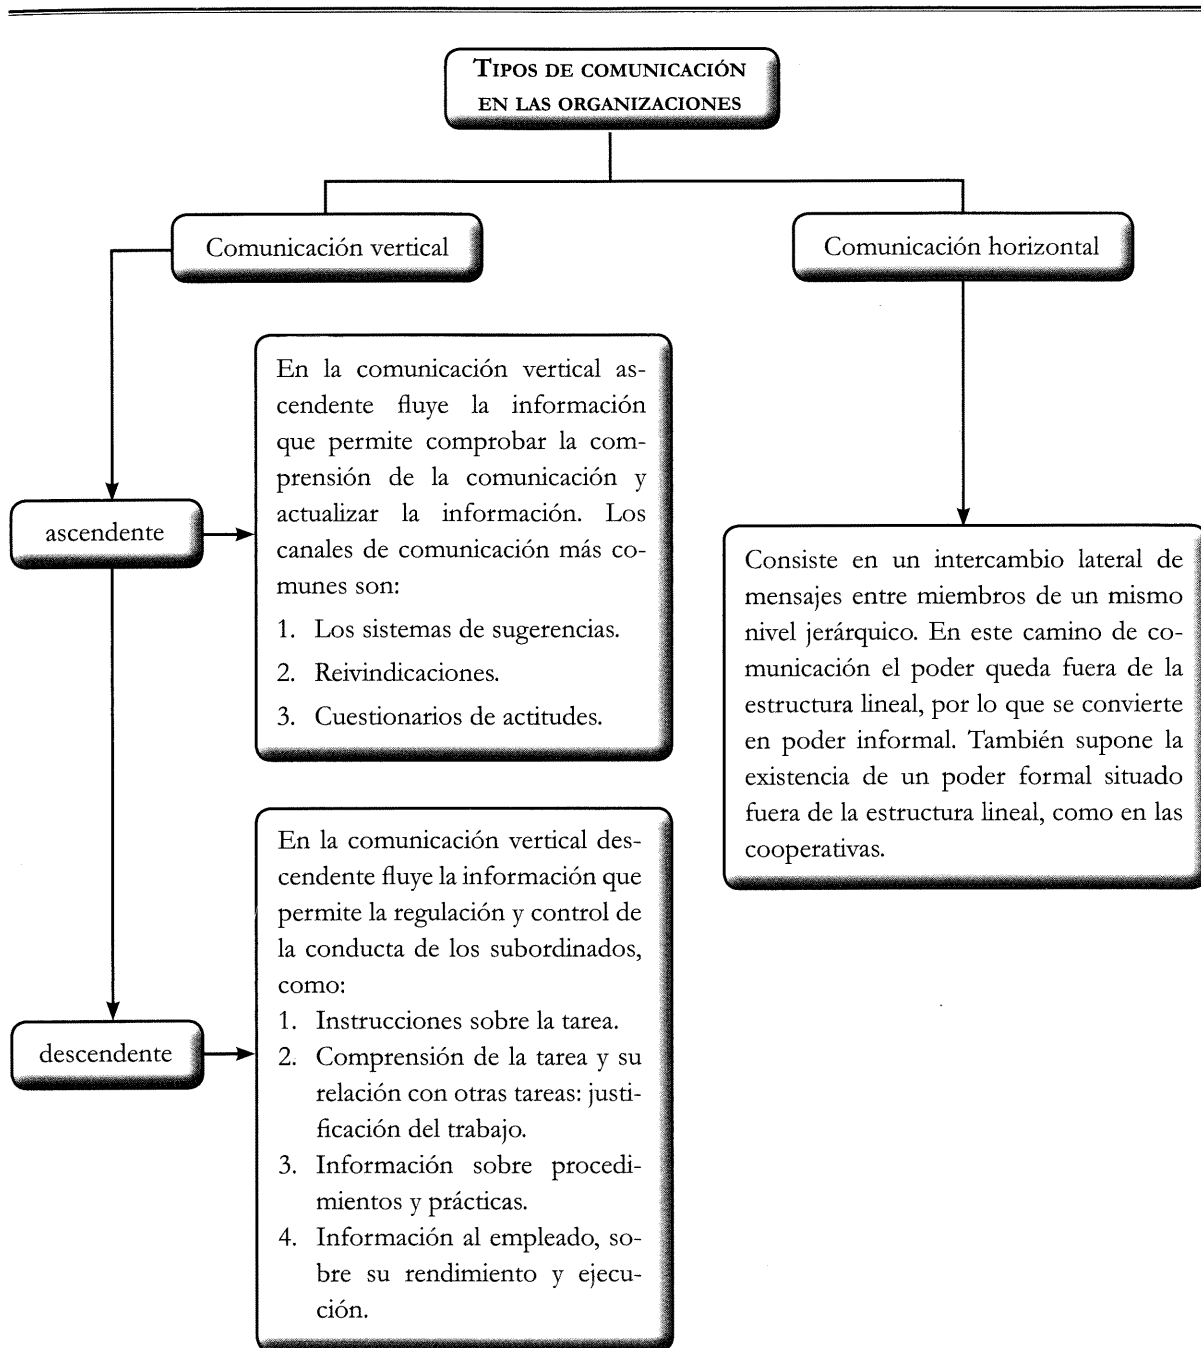 TIPOS DE COMUNICACIÓN
EN LAS ORGANIZACIONES
Comunicación vertical
Comunicación horizontal
ascendente
En la comunicación vertical as-
cendente fluye la información
que permite comprobar la com-
prensión de la comunicación y
actualizar la información. Los
canales de comunicación más co-
munes son:
1. Los sistemas de sugerencias.
2. Reivindicaciones.
3. Cuestionarios de actitudes.
Consiste en un intercambio lateral de
mensajes entre miembros de un mismo
nivel jerárquico. En este camino de co-
municación el poder queda fuera de la
estructura lineal, por lo que se convierte
en poder informal. También supone la
existencia de un poder formal situado
fuera de la estructura lineal, como en las
cooperativas.
descendente
En la comunicación vertical des-
cendente fluye la información que
permite la regulación y control de
la conducta de los subordinados,
como:
1. Instrucciones sobre la tarea.
2. Comprensión de la tarea y su
relación con otras tareas: justi-
ficación del trabajo.
3. Información sobre procedi-
mientos y prácticas.
4. Información al empleado, so-
bre su rendimiento y ejecu-
ción.